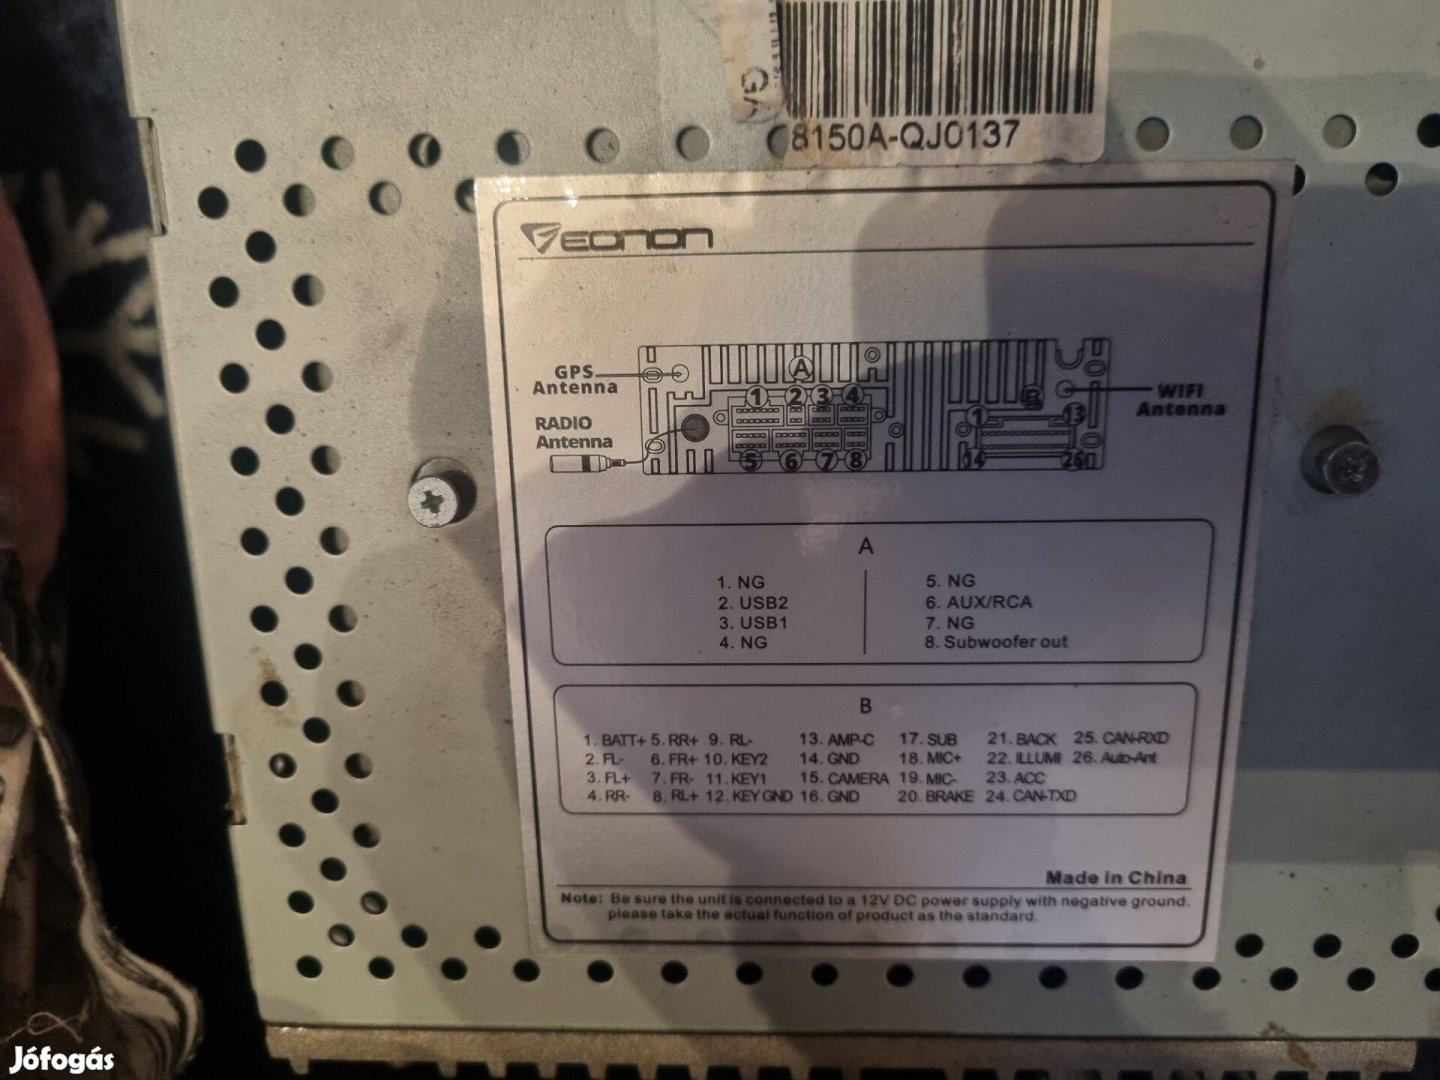 GA
8150A-QJ0137
EONON
GPS
Antenna
RADIO
Antenna
WIFI
Antenna
A
1 2 3 4
5 6 7 8
B
1 13
14 26
A
1. NG
2. USB2
3. USB1
4. NG
5. NG
6. AUX/RCA
7. NG
8. Subwoofer out
B
1. BATT+ 5. RR+ 9. RL- 13. AMP-C 17. SUB 21. BACK 25. CAN-RXD
2. FL- 6. FR+ 10. KEY2 14. GND 18. MIC+ 22. ILLUMI 26. Auto-Ant
3. FL+ 7. FR- 11. KEY1 15. CAMERA 19. MIC- 23. ACC
4. RR- 8. RL+ 12. KEY GND 16. GND 20. BRAKE 24. CAN-TXD
Made in China
Note: Be sure the unit is connected to a 12V DC power supply with negative ground.
please take the actual function of product as the standard.
Jófogás